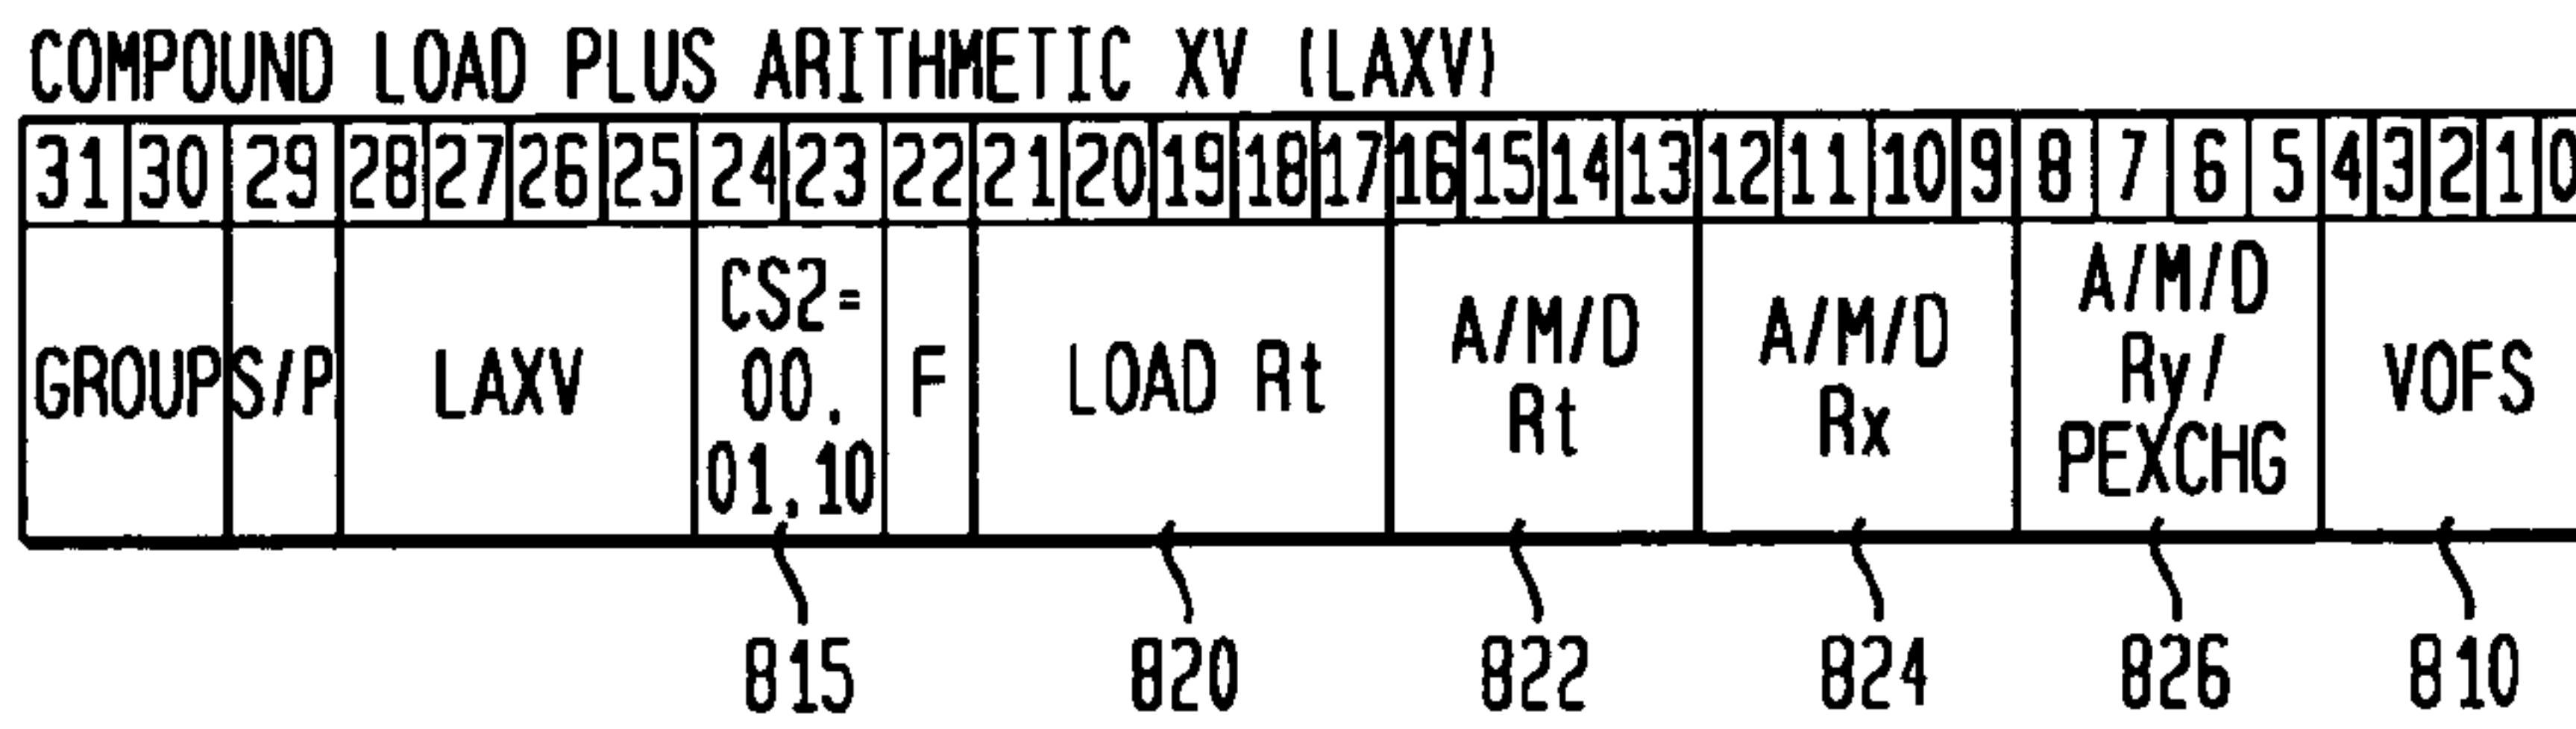 COMPOUND LOAD PLUS ARITHMETIC XV (LAXV)
31 30 29 28 27 26 25 24 23 22 21 20 19 18 17 16 15 14 13 12 11 10 9 8 7 6 5 4 3 2 1 0
GROUP
S/P
LAXV
CS2=
00.
01,10
F
LOAD Rt
A/M/D
Rt
A/M/D
Rx
A/M/D
Ry/
PEXCHG
VOFS
815 820 822 824 826 810